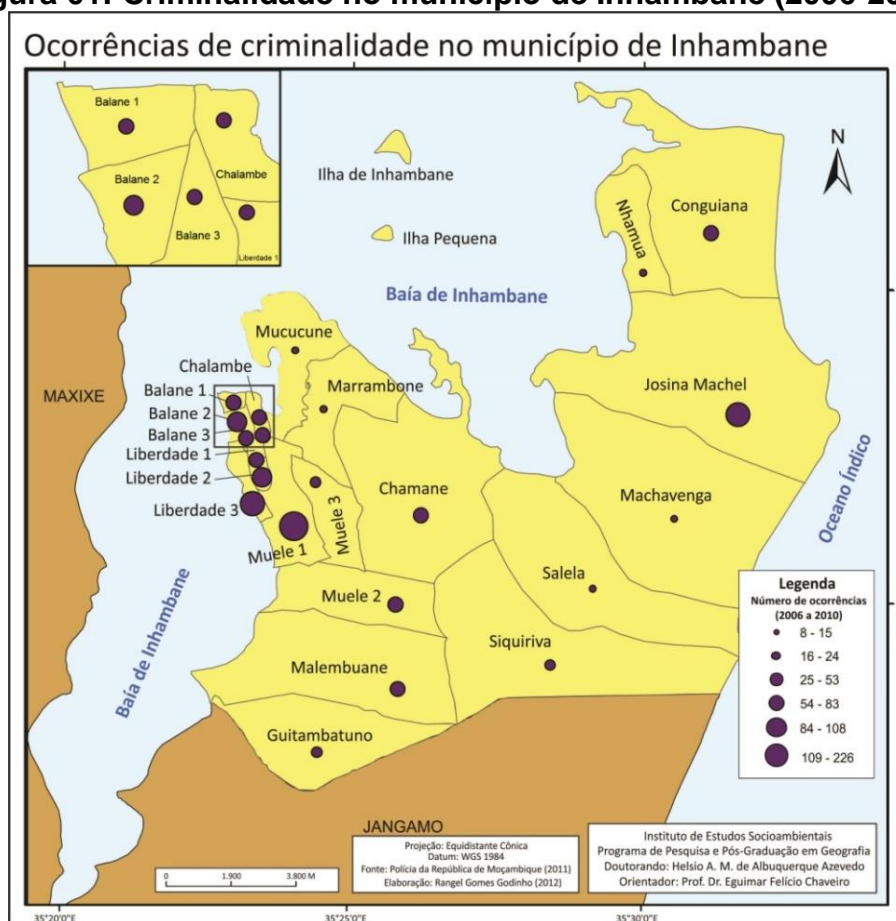 Ocorrências de criminalidade no município de Inhambane
Balane 1
Balane 2
Chalambe
Balane 3
Liberdade 1
Ilha de Inhambane
Ilha Pequena
Baía de Inhambane
N
Nhamua
Conguiana
Mucucune
Chalambe
MAXIXE
Balane 1
Balane 2
Balane 3
Liberdade 1
Liberdade 2
Liberdade 3
Marrambone
Josina Machel
Chamane
Muele 3
Muele 1
Machavenga
Oceano Índico
Salela
Muele 2
Siquiriva
Baía de Inhambane
Malembuane
Guitambatuno
Legenda
Número de ocorrências
(2006 a 2010)
8 - 15
16 - 24
25 - 53
54 - 83
84 - 108
109 - 226
JANGAMO
0 1.900 3.800 M
Projeção: Equidistante Cônica
Datum: WGS 1984
Fonte: Polícia da República de Moçambique (2011)
Elaboração: Rangel Gomes Godinho (2012)
Instituto de Estudos Socioambientais
Programa de Pesquisa e Pós-Graduação em Geografia
Doutorando: Helsio A. M. de Albuquerque Azevedo
Orientador: Prof. Dr. Eguimar Felício Chaveiro
35°20'0"E 35°25'0"E 35°30'0"E